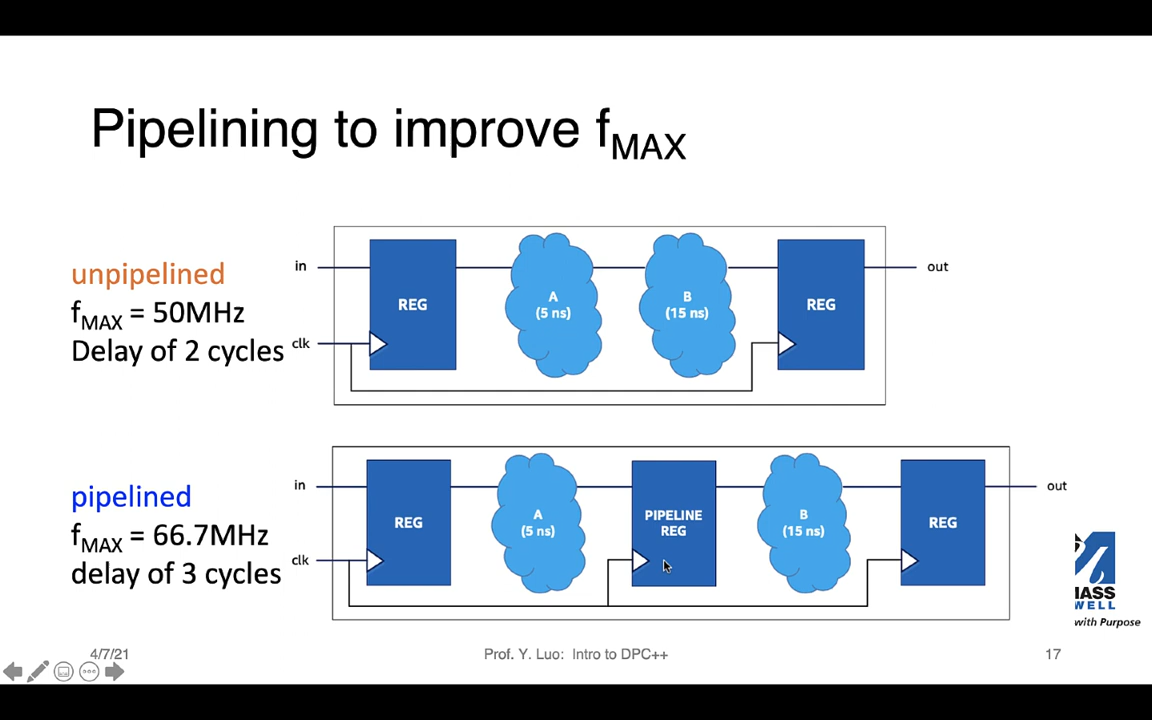 Pipelining to improve fMAX
unpipelined
fMAX = 50MHz
Delay of 2 cycles
in
clk
REG
A
(5 ns)
B
(15 ns)
REG
out
pipelined
fMAX = 66.7MHz
delay of 3 cycles
in
clk
REG
A
(5 ns)
PIPELINE
REG
B
(15 ns)
REG
out
MASS
WELL
with Purpose
4/7/21
Prof. Y. Luo: Intro to DPC++
17